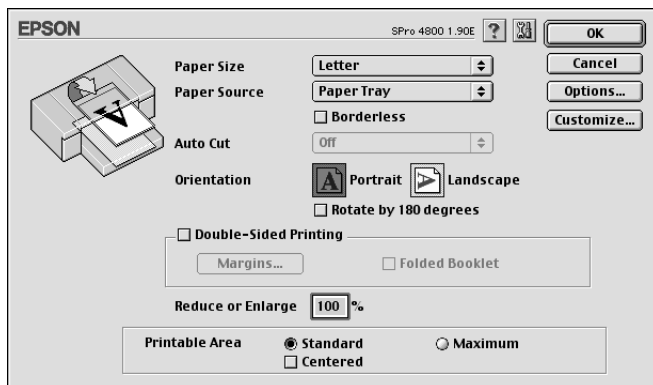 EPSON SPro 4800 1.90E ? OK
Paper Size Letter Cancel
Paper Source Paper Tray Options...
Borderless Customize...
Auto Cut Off
Orientation A Portrait A Landscape
Rotate by 180 degrees
Double-Sided Printing
Margins... Folded Booklet
Reduce or Enlarge 100 %
Printable Area Standard Maximum
Centered